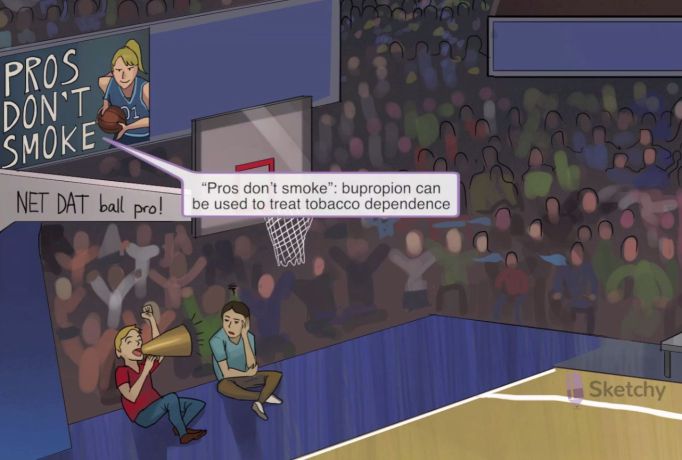 PROS
DON'T
SMOKE
01
"Pros don't smoke": bupropion can
be used to treat tobacco dependence
NET DAT ball pro!
Sketchy